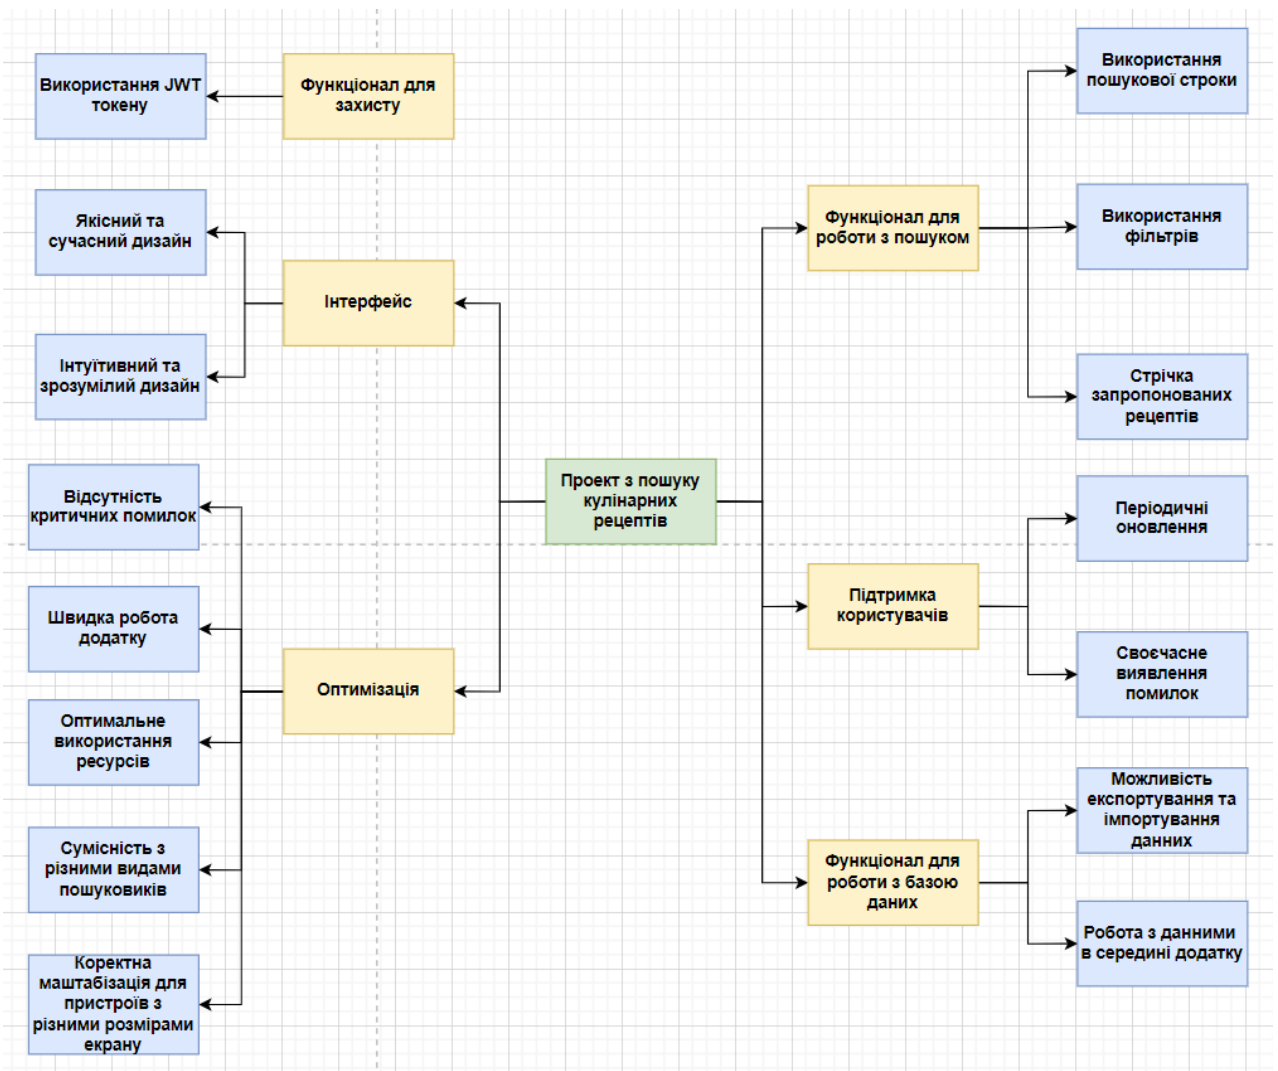 Використання JWT
токену
Функціонал для
захисту
Якісний та
сучасний дизайн
Інтерфейс
Інтуїтивний та
зрозумілий дизайн
Відсутність
критичних помилок
Швидка робота
додатку
Оптимізація
Оптимальне
використання
ресурсів
Сумісність з
різними видами
пошуковиків
Коректна
маштабізація для
пристроїв з
різними розмірами
екрану
Проект з пошуку
кулінарних
рецептів
Функціонал для
роботи з пошуком
Використання
пошукової строки
Використання
фільтрів
Стрічка
запропонованих
рецептів
Підтримка
користувачів
Періодичні
оновлення
Своєчасне
виявлення
помилок
Функціонал для
роботи з базою
даних
Можливість
експортування та
імпортування
данних
Робота з данними
в середині додатку